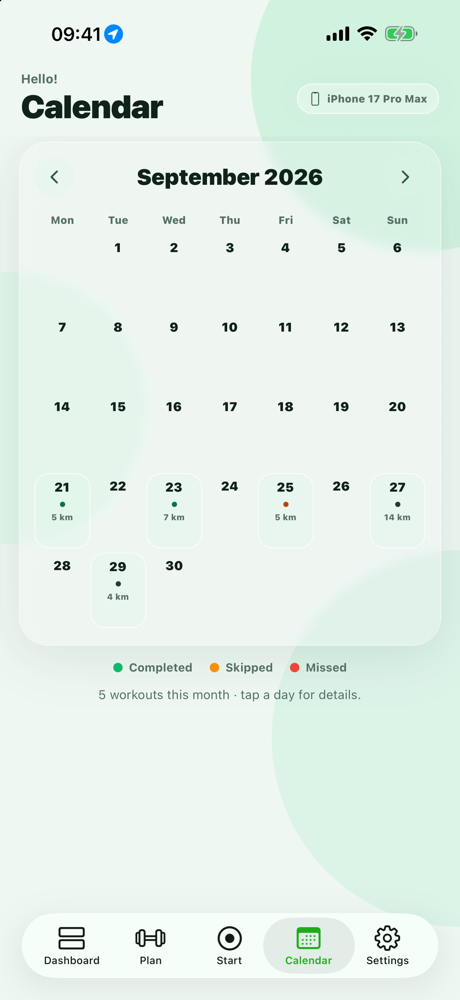 09:41
Hello!
Calendar
iPhone 17 Pro Max
September 2026
Mon Tue Wed Thu Fri Sat Sun
1 2 3 4 5 6
7 8 9 10 11 12 13
14 15 16 17 18 19 20
21 22 23 24 25 26 27
5 km 7 km 5 km 14 km
28 29 30
4 km
Completed Skipped Missed
5 workouts this month · tap a day for details.
Dashboard Plan Start Calendar Settings